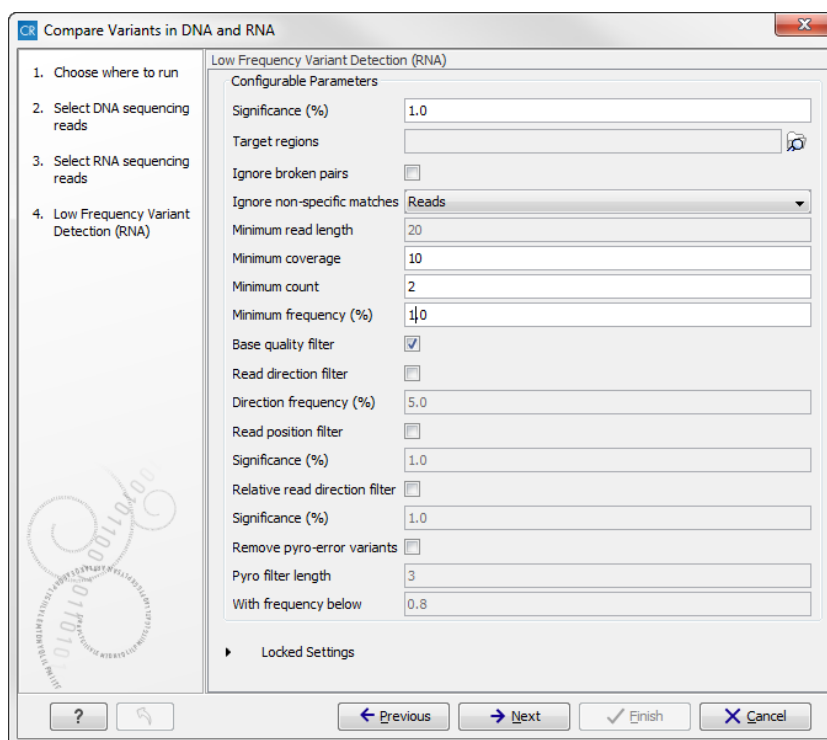 CR Compare Variants in DNA and RNA
1. Choose where to run
2. Select DNA sequencing
reads
3. Select RNA sequencing
reads
4. Low Frequency Variant
Detection (RNA)
Low Frequency Variant Detection (RNA)
Configurable Parameters
Significance (%) 1.0
Target regions
Ignore broken pairs
Ignore non-specific matches Reads
Minimum read length 20
Minimum coverage 10
Minimum count 2
Minimum frequency (%) 1.0
Base quality filter
Read direction filter
Direction frequency (%) 5.0
Read position filter
Significance (%) 1.0
Relative read direction filter
Significance (%) 1.0
Remove pyro-error variants
Pyro filter length 3
With frequency below 0.8
Locked Settings
? Previous Next Finish Cancel